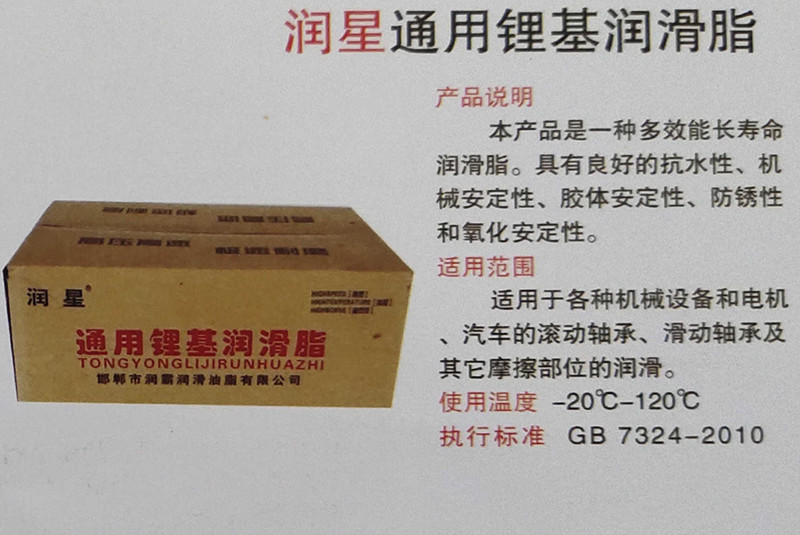 润星通用锂基润滑脂
产品说明
本产品是一种多效能长寿命
润滑脂。具有良好的抗水性、机
械安定性、胶体安定性、防锈性
和氧化安定性。
适用范围
适用于各种机械设备和电机
、汽车的滚动轴承、滑动轴承及
其它摩擦部位的润滑。
使用温度 -20℃-120℃
执行标准 GB 7324-2010
润星®
通用锂基润滑脂
TONGYONGLIJIRUNHUAZHI
邯郸市润霸润滑油脂有限公司